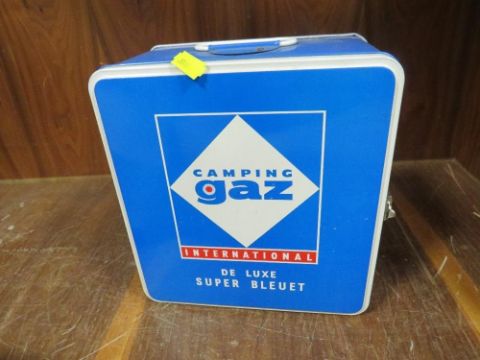 CAMPING
gaz
INTERNATIONAL
DE LUXE
SUPER BLEUET